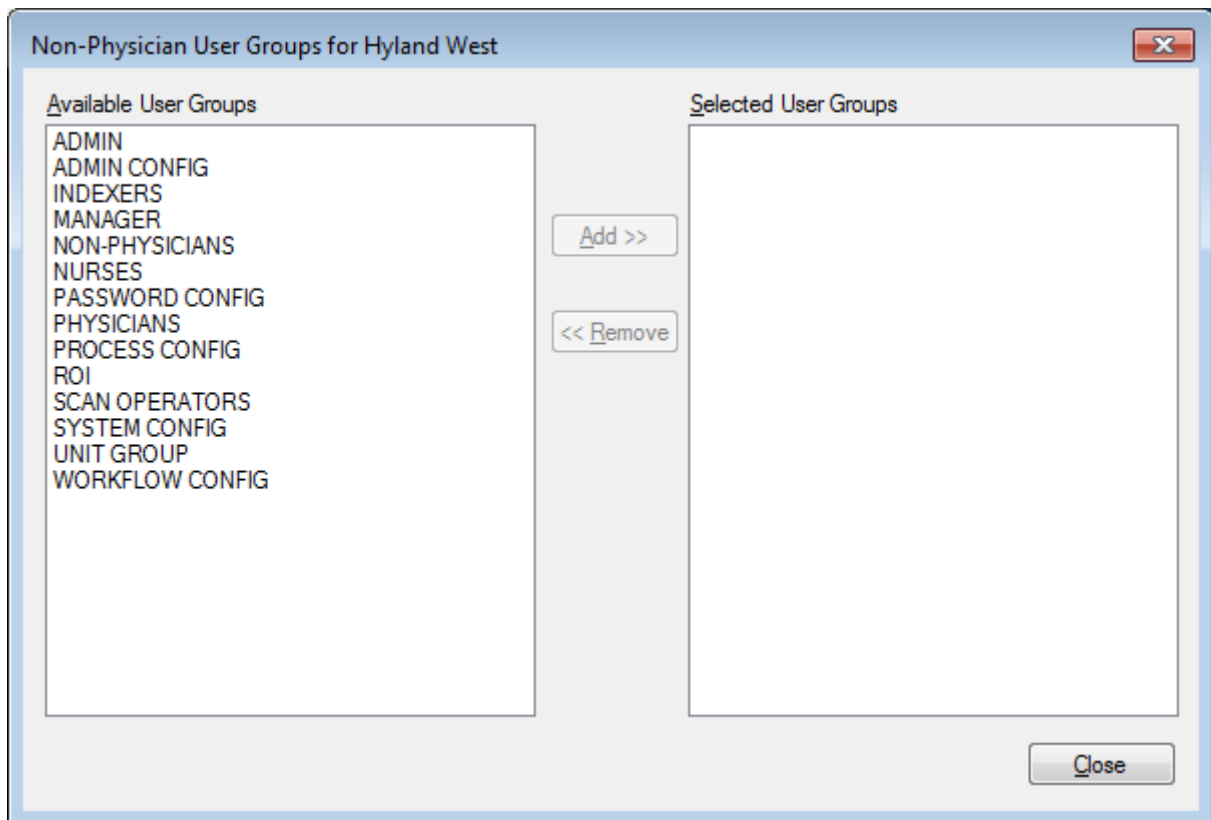 Non-Physician User Groups for Hyland West
Available User Groups
ADMIN
ADMIN CONFIG
INDEXERS
MANAGER
NON-PHYSICIANS
NURSES
PASSWORD CONFIG
PHYSICIANS
PROCESS CONFIG
ROI
SCAN OPERATORS
SYSTEM CONFIG
UNIT GROUP
WORKFLOW CONFIG
Add >>
<< Remove
Selected User Groups
Close